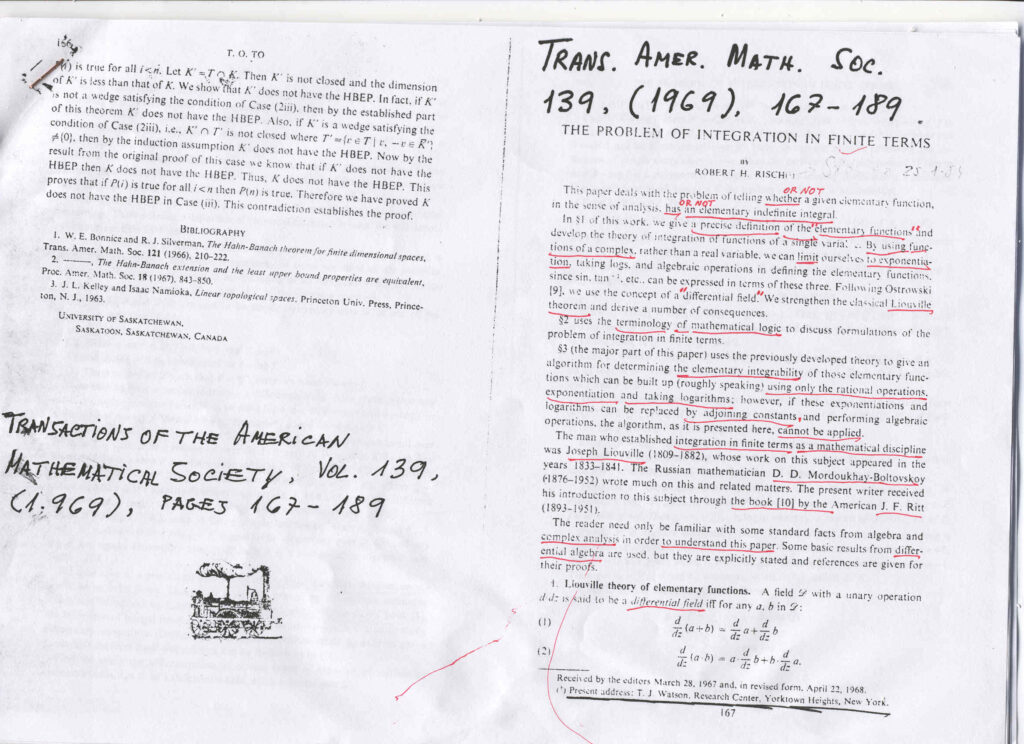 156
T. O. TO
P(i) is true for all i<n. Let K' = T ∩ K. Then K' is not closed and the dimension
of K' is less than that of K. We show that K' does not have the HBEP. In fact, if K'
is not a wedge satisfying the condition of Case (2iii), then by the established part
of this theorem K' does not have the HBEP. Also, if K' is a wedge satisfying the
condition of Case (2iii), i.e., K' ∩ T' is not closed where T'={v ∈ T | v, −v ∈ K̄'}
≠{0}, then by the induction assumption K' does not have the HBEP. Now by the
result from the original proof of this case we know that if K' does not have the
HBEP then K does not have the HBEP. Thus, K does not have the HBEP. This
proves that if P(i) is true for all i<n then P(n) is true. Therefore we have proved K
does not have the HBEP in Case (iii). This contradiction establishes the proof.
BIBLIOGRAPHY
1. W. E. Bonnice and R. J. Silverman, The Hahn-Banach theorem for finite dimensional spaces,
Trans. Amer. Math. Soc. 121 (1966), 210–222.
2. ———, The Hahn-Banach extension and the least upper bound properties are equivalent,
Proc. Amer. Math. Soc. 18 (1967), 843–850.
3. J. L. Kelley and Isaac Namioka, Linear topological spaces, Princeton Univ. Press, Prince-
ton, N. J., 1963.
UNIVERSITY OF SASKATCHEWAN,
SASKATOON, SASKATCHEWAN, CANADA
TRANSACTIONS OF THE AMERICAN
MATHEMATICAL SOCIETY, VOL. 139,
(1.969), PAGES 167-189
TRANS. AMER. MATH. SOC.
139, (1969), 167-189
THE PROBLEM OF INTEGRATION IN FINITE TERMS
BY
ROBERT H. RISCH(¹)
OR NOT
This paper deals with the problem of telling whether a given elementary function,
OR NOT
in the sense of analysis, has an elementary indefinite integral.
In §1 of this work, we give a precise definition of the "elementary functions" and
develop the theory of integration of functions of a single variable. By using func-
tions of a complex, rather than a real variable, we can limit ourselves to exponentia-
tion, taking logs, and algebraic operations in defining the elementary functions,
since sin, tan⁻¹, etc., can be expressed in terms of these three. Following Ostrowski
[9], we use the concept of a "differential field." We strengthen the classical Liouville
theorem and derive a number of consequences.
§2 uses the terminology of mathematical logic to discuss formulations of the
problem of integration in finite terms.
§3 (the major part of this paper) uses the previously developed theory to give an
algorithm for determining the elementary integrability of those elementary func-
tions which can be built up (roughly speaking) using only the rational operations,
exponentiation and taking logarithms; however, if these exponentiations and
logarithms can be replaced by adjoining constants, and performing algebraic
operations, the algorithm, as it is presented here, cannot be applied.
The man who established integration in finite terms as a mathematical discipline
was Joseph Liouville (1809–1882), whose work on this subject appeared in the
years 1833–1841. The Russian mathematician D. D. Mordoukhay-Boltovskoy
(1876–1952) wrote much on this and related matters. The present writer received
his introduction to this subject through the book [10] by the American J. F. Ritt
(1893–1951).
The reader need only be familiar with some standard facts from algebra and
complex analysis in order to understand this paper. Some basic results from differ-
ential algebra are used, but they are explicitly stated and references are given for
their proofs.
1. Liouville theory of elementary functions. A field 𝒟 with a unary operation
d/dz is said to be a differential field iff for any a, b in 𝒟:
(1) d/dz (a+b) = d/dz a + d/dz b
(2) d/dz (a·b) = a · d/dz b + b · d/dz a.
Received by the editors March 28, 1967 and, in revised form, April 22, 1968.
(¹) Present address: T. J. Watson, Research Center, Yorktown Heights, New York.
167